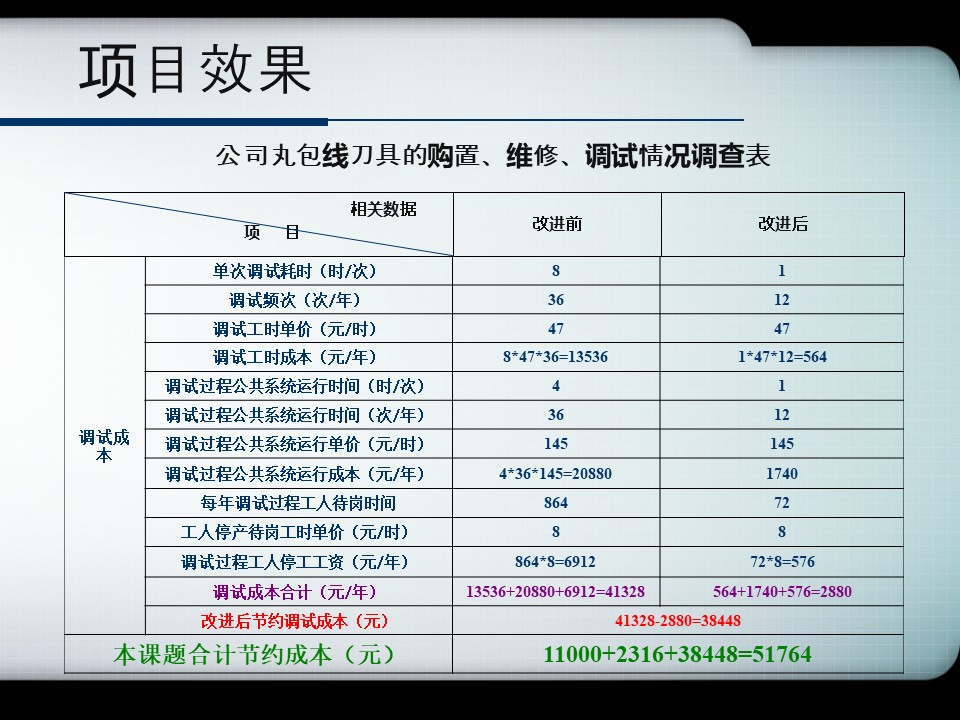 项目效果
公司丸包线刀具的购置、维修、调试情况调查表
相关数据
项 目
改进前
改进后
调试成本
单次调试耗时（时/次）
8
1
调试频次（次/年）
36
12
调试工时单价（元/时）
47
47
调试工时成本（元/年）
8*47*36=13536
1*47*12=564
调试过程公共系统运行时间（时/次）
4
1
调试过程公共系统运行时间（次/年）
36
12
调试过程公共系统运行单价（元/时）
145
145
调试过程公共系统运行成本（元/年）
4*36*145=20880
1740
每年调试过程工人待岗时间
864
72
工人停产待岗工时单价（元/时）
8
8
调试过程工人停工工资（元/年）
864*8=6912
72*8=576
调试成本合计（元/年）
13536+20880+6912=41328
564+1740+576=2880
改进后节约调试成本（元）
41328-2880=38448
本课题合计节约成本（元）
11000+2316+38448=51764